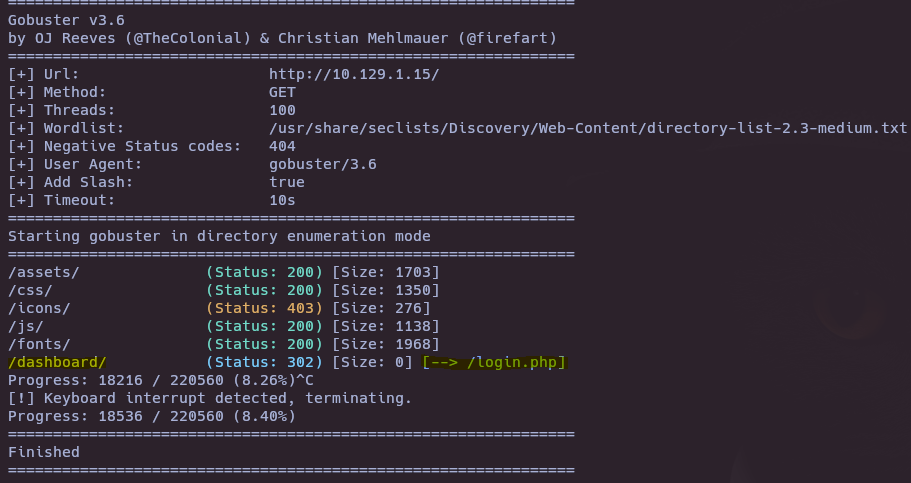 ===============================================================
Gobuster v3.6
by OJ Reeves (@TheColonial) & Christian Mehlmauer (@firefart)
===============================================================
[+] Url:                     http://10.129.1.15/
[+] Method:                  GET
[+] Threads:                 100
[+] Wordlist:                /usr/share/seclists/Discovery/Web-Content/directory-list-2.3-medium.txt
[+] Negative Status codes:   404
[+] User Agent:              gobuster/3.6
[+] Add Slash:               true
[+] Timeout:                 10s
===============================================================
Starting gobuster in directory enumeration mode
===============================================================
/assets/              (Status: 200) [Size: 1703]
/css/                 (Status: 200) [Size: 1350]
/icons/               (Status: 403) [Size: 276]
/js/                  (Status: 200) [Size: 1138]
/fonts/               (Status: 200) [Size: 1968]
/dashboard/           (Status: 302) [Size: 0] [--> /login.php]
Progress: 18216 / 220560 (8.26%)^C
[!] Keyboard interrupt detected, terminating.
Progress: 18536 / 220560 (8.40%)
===============================================================
Finished
===============================================================